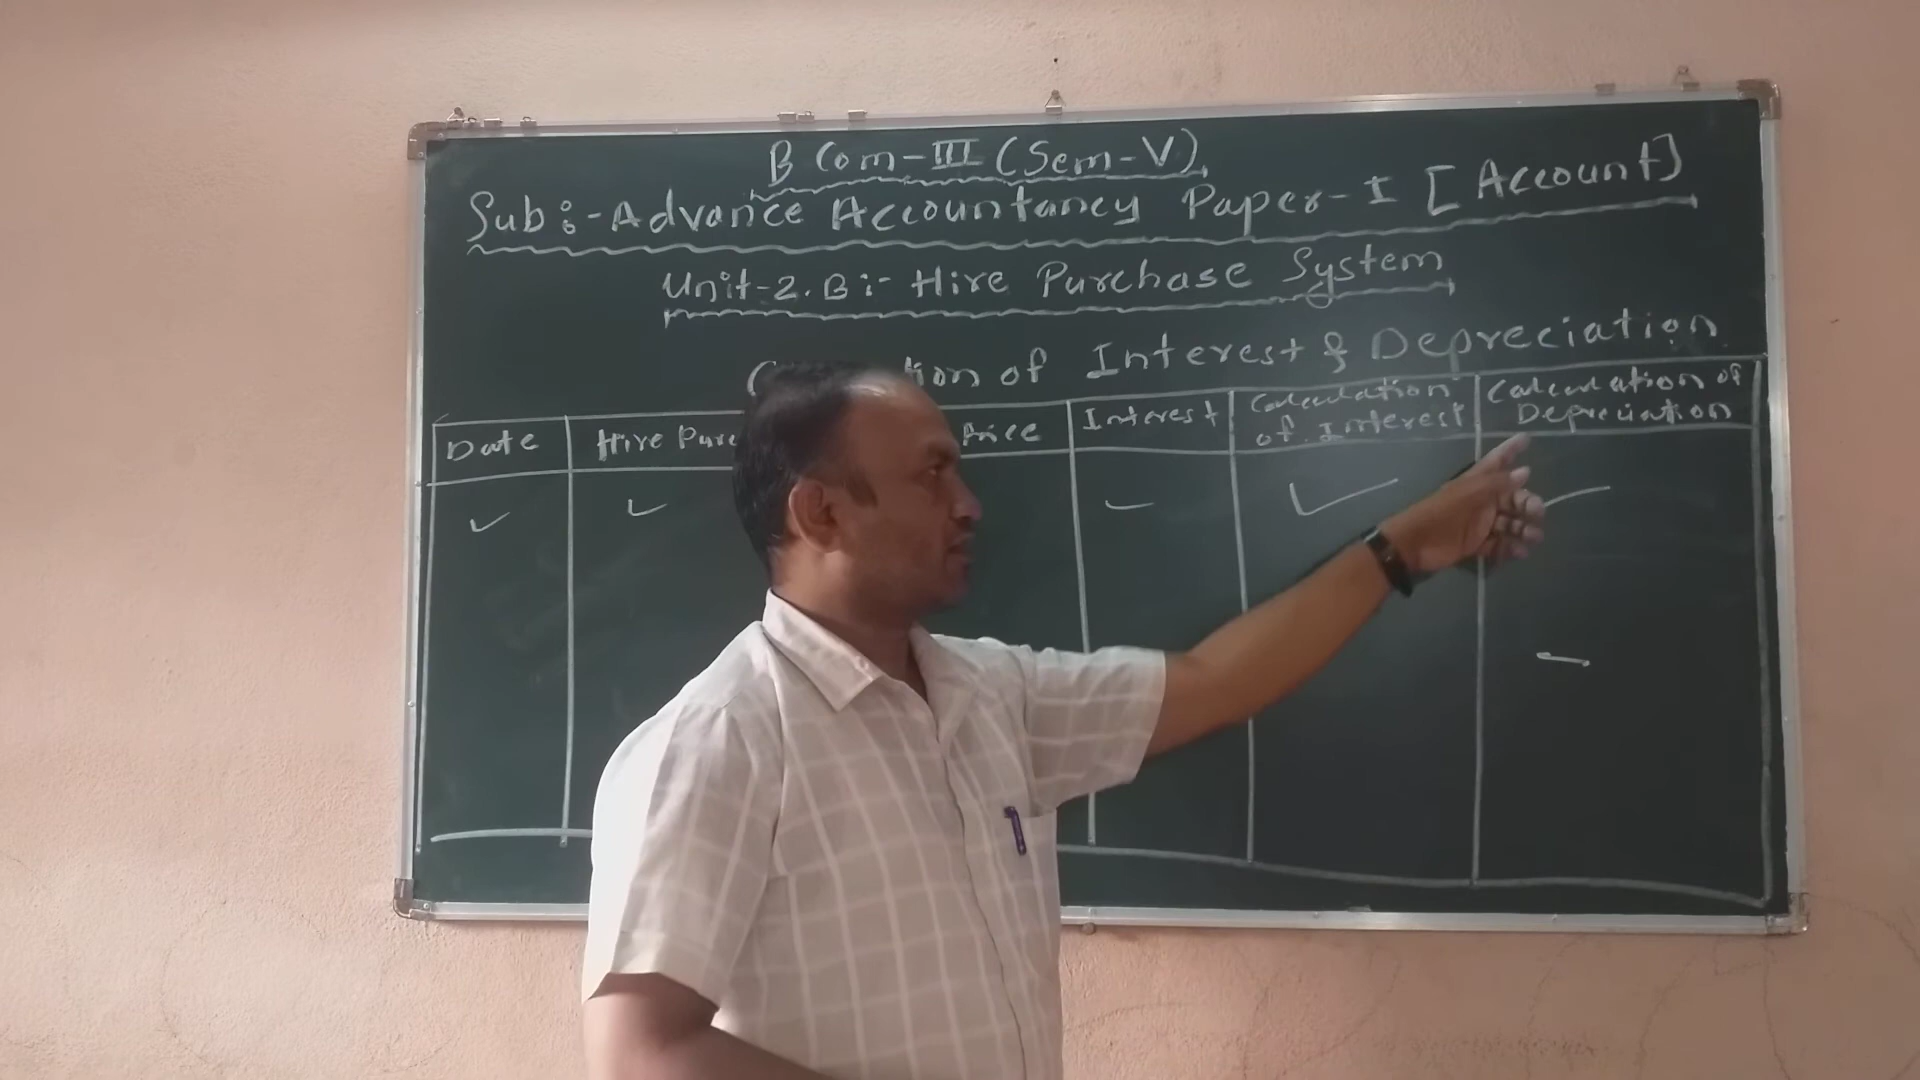 B Com-III (Sem-V)
Sub:-Advance Accountancy Paper-I [Account]
Unit-2.B:- Hire Purchase System
of Interest & Depreciation
Date
Hire
Price
Interest
Calculation of Interest
Calculation of Depreciation